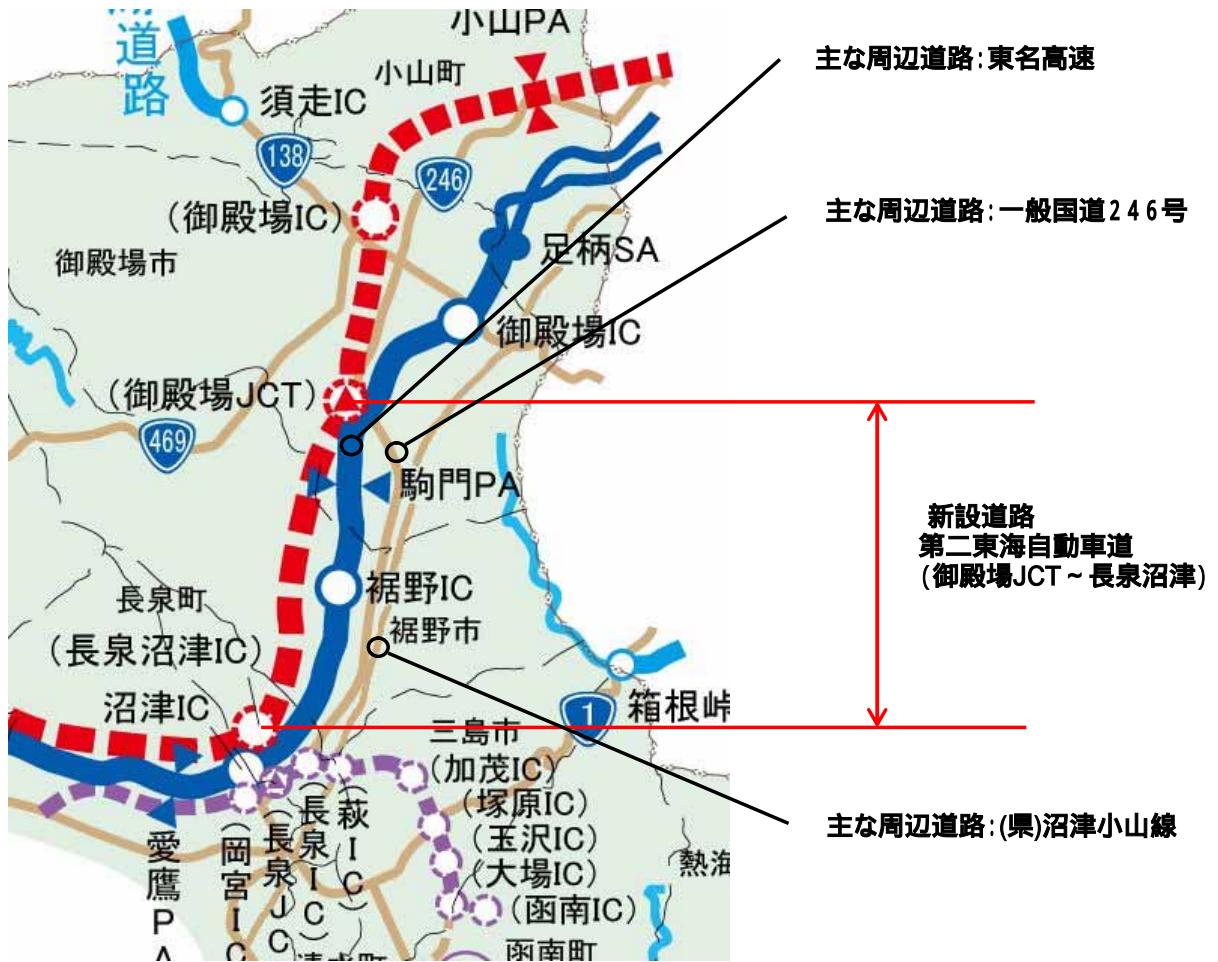 道路
小山PA
小山町
須走IC
138
246
(御殿場IC)
足柄SA
御殿場市
御殿場IC
(御殿場JCT)
469
駒門PA
裾野IC
長泉町
裾野市
(長泉沼津IC)
沼津IC
1
箱根峠
三島市
(加茂IC)
(塚原IC)
(玉沢IC)
(大場IC)
(函南IC)
熱海
函南町
愛鷹PA
(岡宮IC
(長泉JC
(長泉IC)
(萩IC)
主な周辺道路:東名高速
主な周辺道路:一般国道246号
新設道路
第二東海自動車道
(御殿場JCT~長泉沼津)
主な周辺道路:(県)沼津小山線